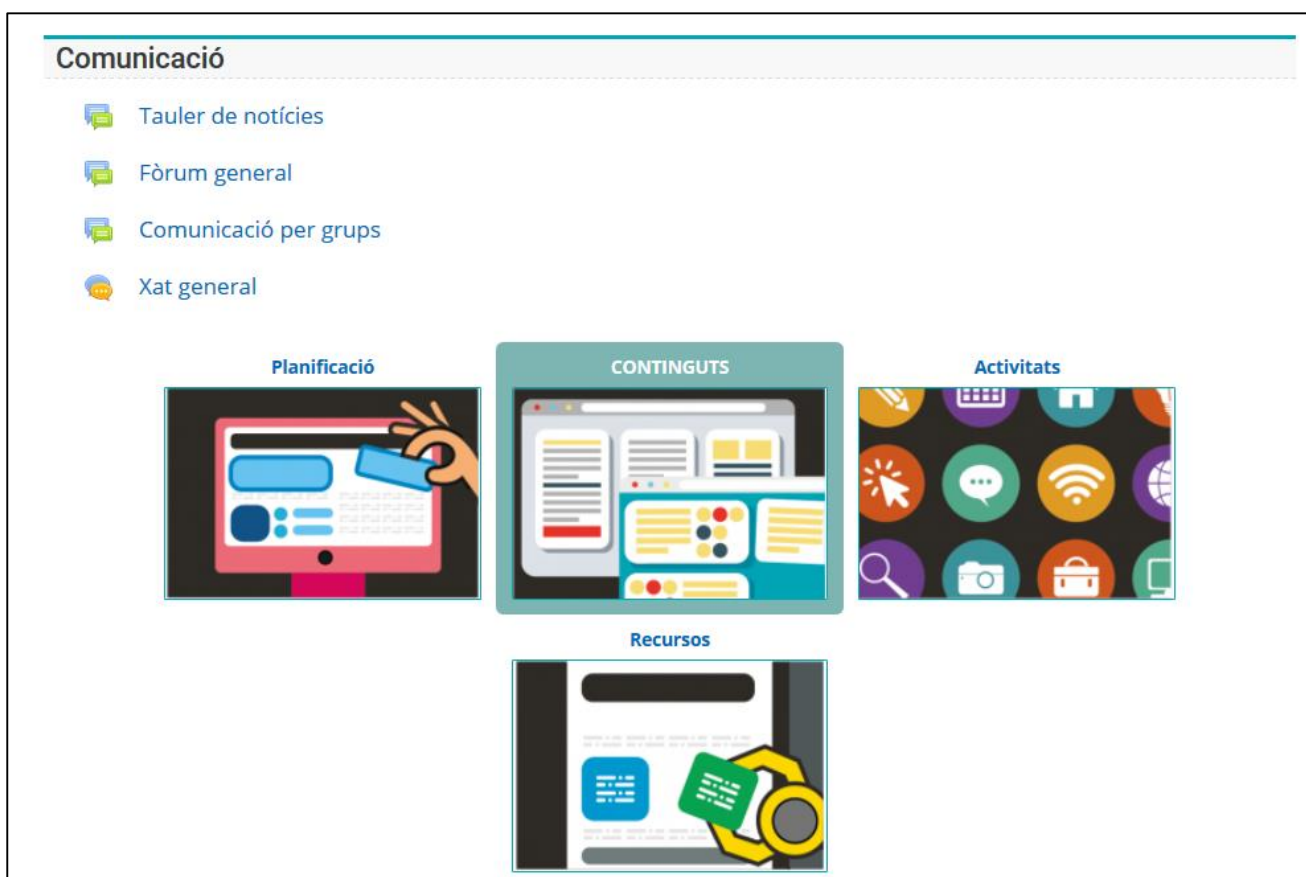 Comunicació
Tauler de notícies
Fòrum general
Comunicació per grups
Xat general
Planificació
CONTINGUTS
Activitats
Recursos